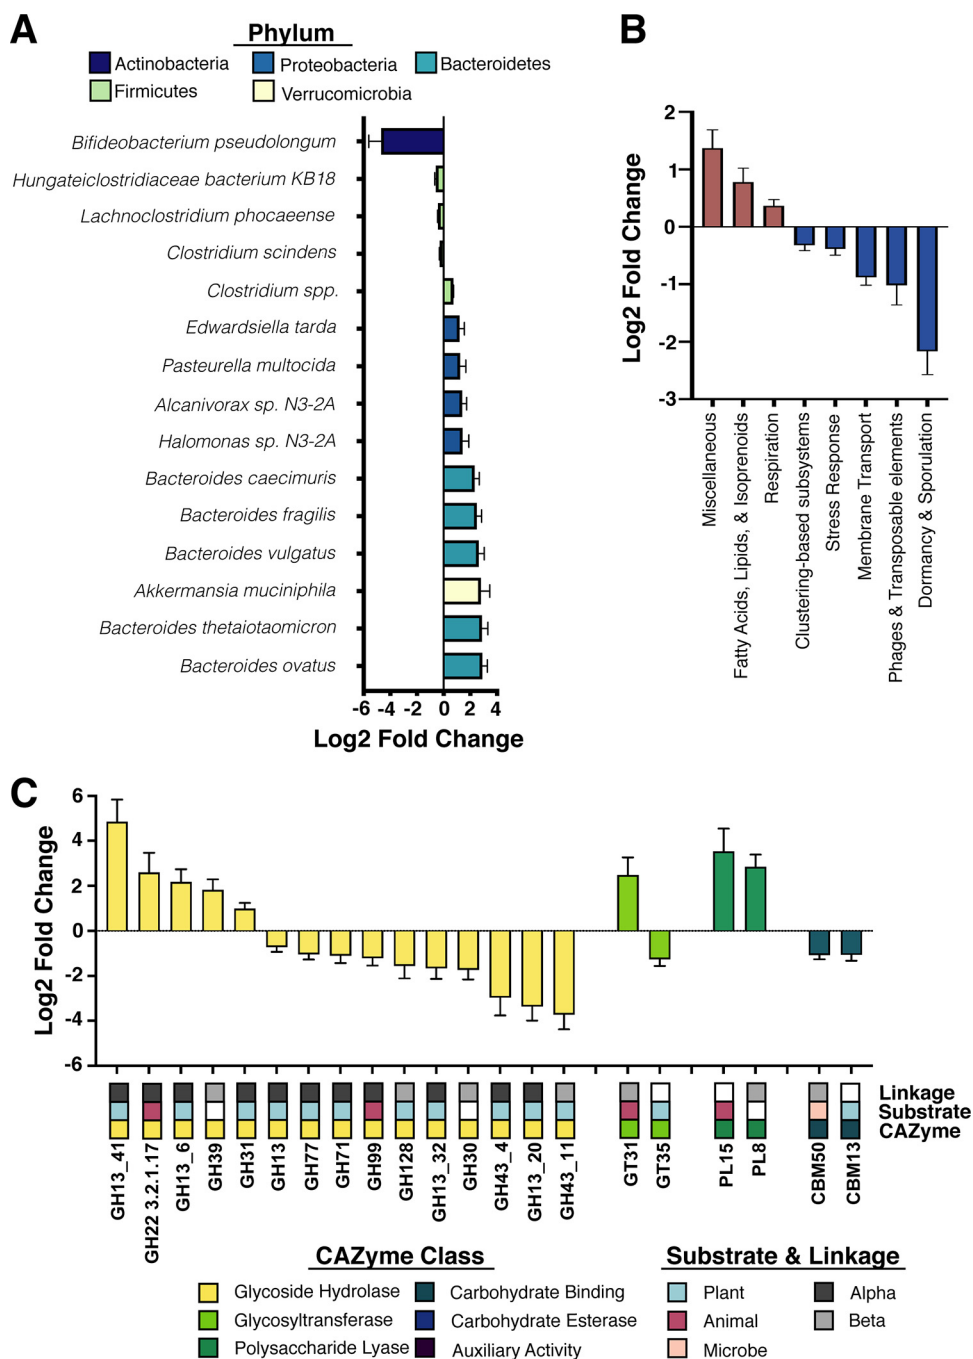 A
Phylum
Actinobacteria
Proteobacteria
Bacteroidetes
Firmicutes
Verrucomicrobia
Bifideobacterium pseudolongum
Hungateiclostridiaceae bacterium KB18
Lachnoclostridium phocaeense
Clostridium scindens
Clostridium spp.
Edwardsiella tarda
Pasteurella multocida
Alcanivorax sp. N3-2A
Halomonas sp. N3-2A
Bacteroides caecimuris
Bacteroides fragilis
Bacteroides vulgatus
Akkermansia muciniphila
Bacteroides thetaiotaomicron
Bacteroides ovatus
-6 -4 -2 0 2 4
Log2 Fold Change
B
Log2 Fold Change
2
1
0
-1
-2
-3
Miscellaneous
Fatty Acids, Lipids, & Isoprenoids
Respiration
Clustering-based subsystems
Stress Response
Membrane Transport
Phages & Transposable elements
Dormancy & Sporulation
C
Log2 Fold Change
6
4
2
0
-2
-4
-6
Linkage
Substrate
CAZyme
GH13_41
GH22 3.2.1.17
GH13_6
GH39
GH31
GH13
GH77
GH71
GH99
GH128
GH13_32
GH30
GH43_4
GH13_20
GH43_11
GT31
GT35
PL15
PL8
CBM50
CBM13
CAZyme Class
Glycoside Hydrolase
Carbohydrate Binding
Glycosyltransferase
Carbohydrate Esterase
Polysaccharide Lyase
Auxiliary Activity
Substrate & Linkage
Plant
Alpha
Animal
Beta
Microbe